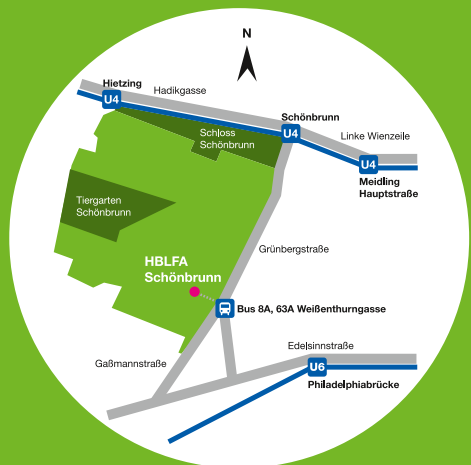 N
Hietzing
U4
Hadikgasse
Schönbrunn
U4
Linke Wienzeile
U4
Meidling
Hauptstraße
Schloss
Schönbrunn
Tiergarten
Schönbrunn
Grünbergstraße
HBLFA
Schönbrunn
Bus 8A, 63A Weißenthurngasse
Gaßmannstraße
Edelsinnstraße
U6
Philadelphiabrücke